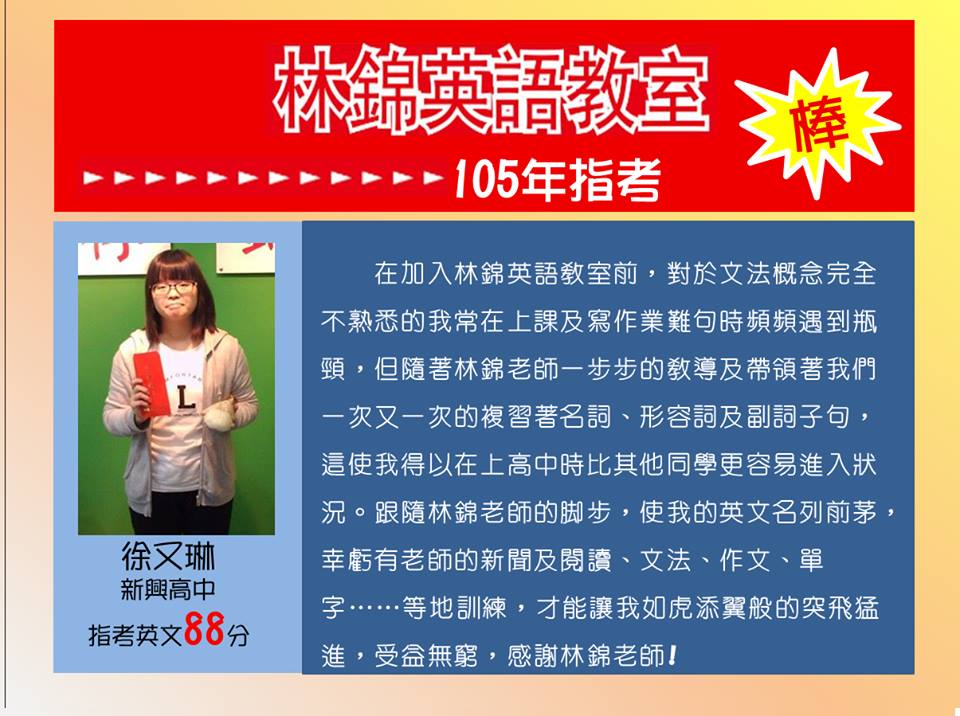 林錦英語教室
棒
105年指考
徐又琳
新興高中
指考英文88分
在加入林錦英語教室前，對於文法概念完全
不熟悉的我常在上課及寫作業難句時頻頻遇到瓶
頸，但隨著林錦老師一步步的教導及帶領著我們
一次又一次的複習著名詞、形容詞及副詞子句，
這使我得以在上高中時比其他同學更容易進入狀
況。跟隨林錦老師的脚步，使我的英文名列前茅，
幸虧有老師的新聞及閱讀、文法、作文、單
字……等地訓練，才能讓我如虎添翼般的突飛猛
進，受益無窮，感謝林錦老師!
L